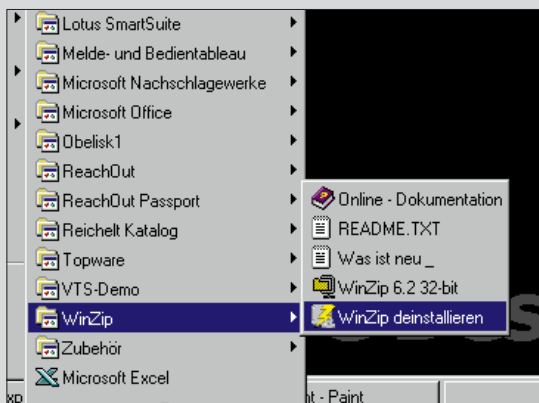 Lotus SmartSuite
Melde- und Bedientableau
Microsoft Nachschlagewerke
Microsoft Office
Obelisk1
ReachOut
ReachOut Passport
Reichelt Katalog
Topware
VTS-Demo
WinZip
Zubehör
Microsoft Excel
Online - Dokumentation
README.TXT
Was ist neu _
WinZip 6.2 32-bit
WinZip deinstallieren
xp
nt - Paint